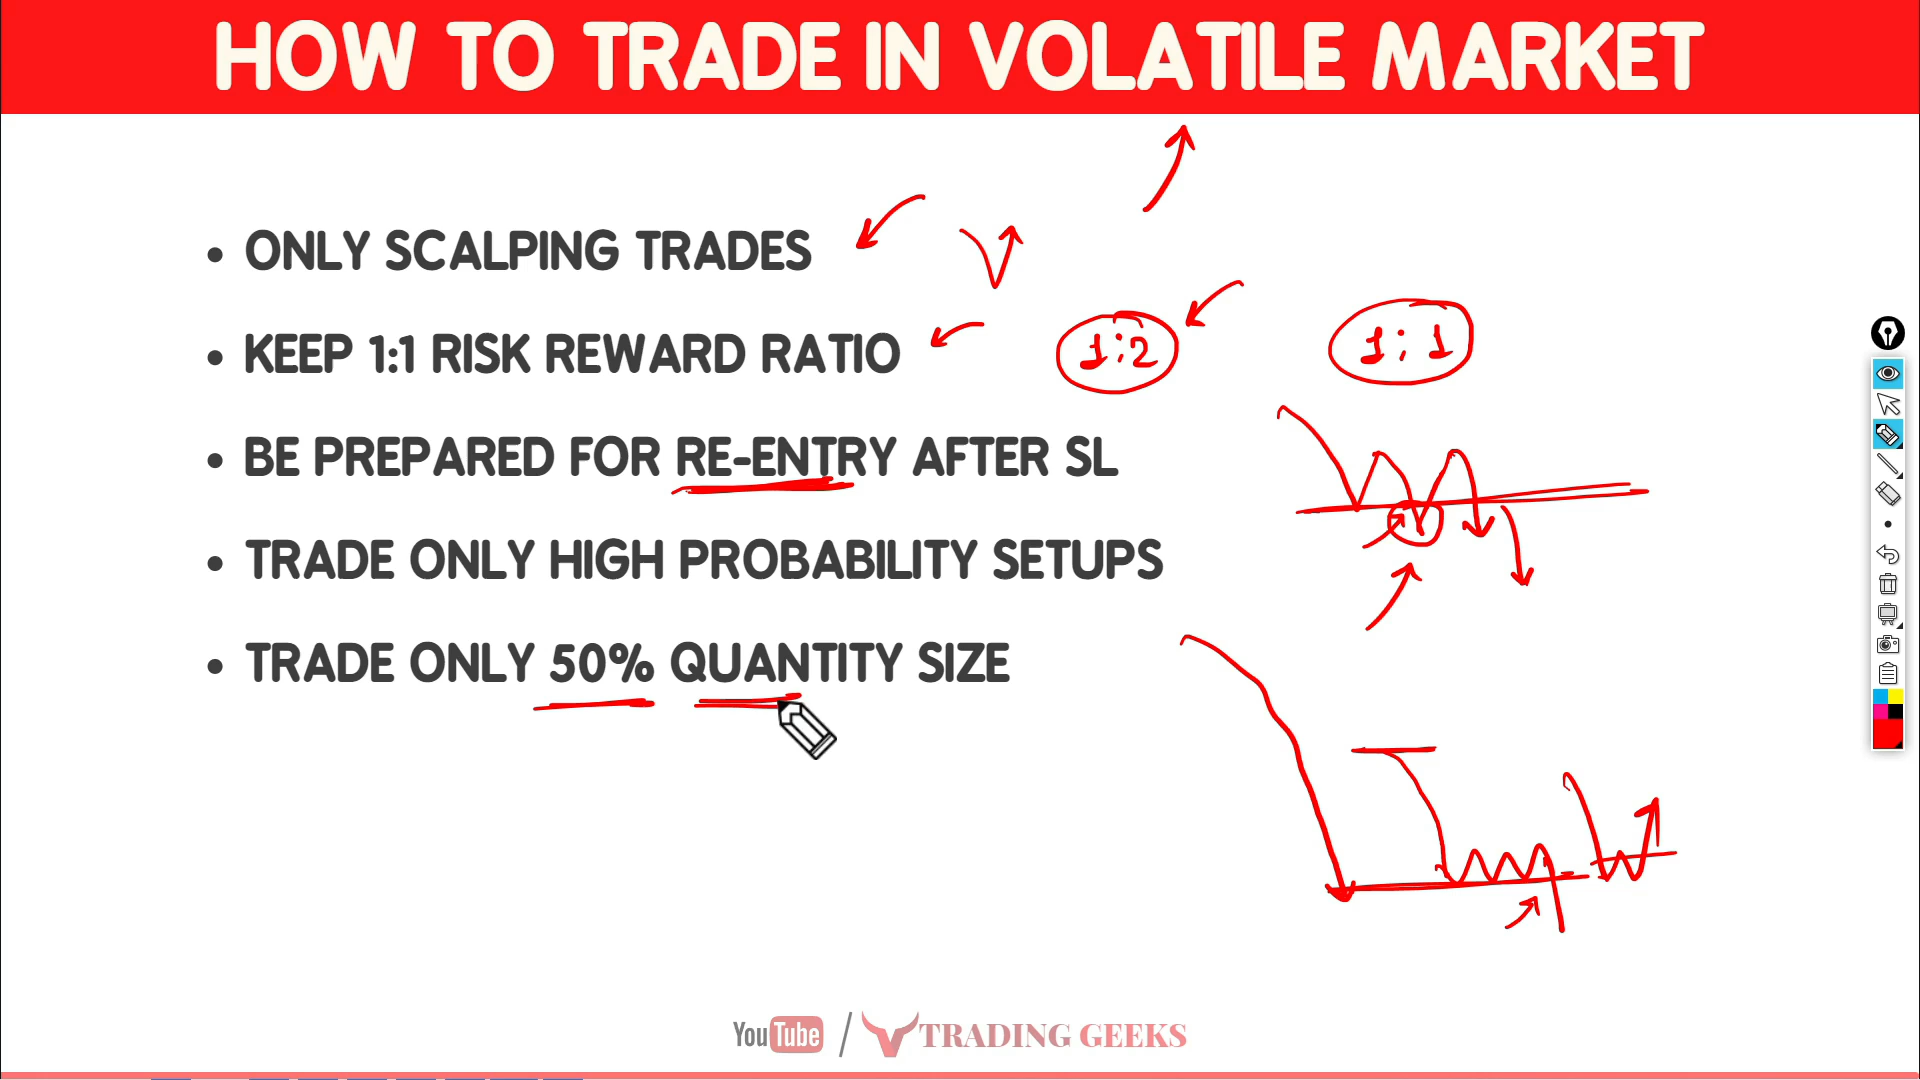 HOW TO TRADE IN VOLATILE MARKET
• ONLY SCALPING TRADES
• KEEP 1:1 RISK REWARD RATIO
1:2
1:1
• BE PREPARED FOR RE-ENTRY AFTER SL
• TRADE ONLY HIGH PROBABILITY SETUPS
• TRADE ONLY 50% QUANTITY SIZE
YouTube / TRADING GEEKS